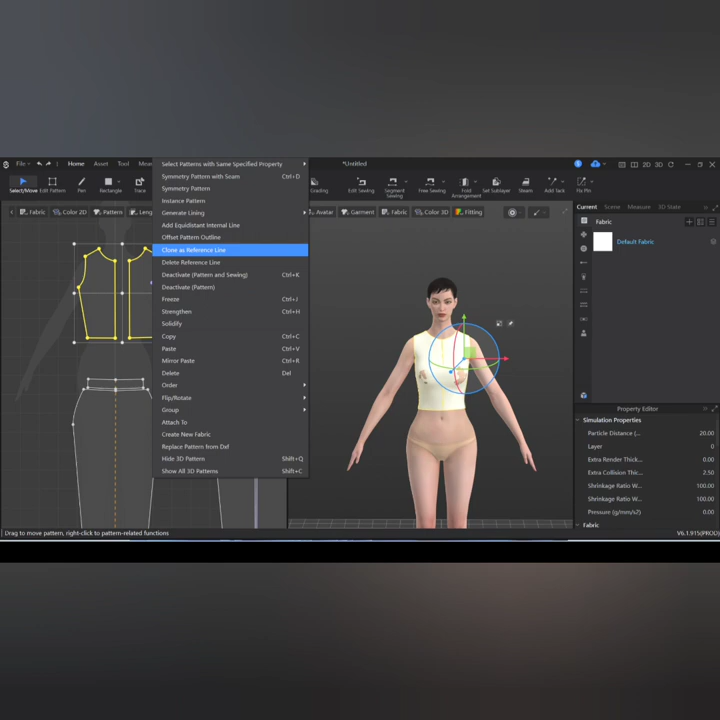 File
Home
Asset
Tool
*Untitled
2D
3D
Select/Move
Edit Pattern
Pen
Rectangle
Trace
Grading
Edit Sewing
Segment Sewing
Free Sewing
Fold Arrangement
Set Sublayer
Steam
Add Tack
Fix Pin
Fabric
Color 2D
Pattern
Avatar
Garment
Fabric
Color 3D
Fitting
Select Patterns with Same Specified Property
Symmetry Pattern with Seam Ctrl+D
Symmetry Pattern
Instance Pattern
Generate Lining
Add Equidistant Internal Line
Offset Pattern Outline
Clone as Reference Line
Delete Reference Line
Deactivate (Pattern and Sewing) Ctrl+K
Deactivate (Pattern)
Freeze Ctrl+J
Strengthen Ctrl+H
Solidify
Copy Ctrl+C
Paste Ctrl+V
Mirror Paste Ctrl+R
Delete Del
Order
Flip/Rotate
Group
Attach To
Create New Fabric
Replace Pattern from Dxf
Hide 3D Pattern Shift+Q
Show All 3D Patterns Shift+C
Current Scene Measure 3D State
Fabric
Default Fabric
Property Editor
Simulation Properties
Particle Distance (... 20.00
Layer 0
Extra Render Thick... 0.00
Extra Collision Thic... 2.50
Shrinkage Ratio W... 100.00
Shrinkage Ratio W... 100.00
Pressure (g/mm/s2) 0.00
Fabric
Drag to move pattern, right-click to pattern-related functions
V6.1.915(PROD)